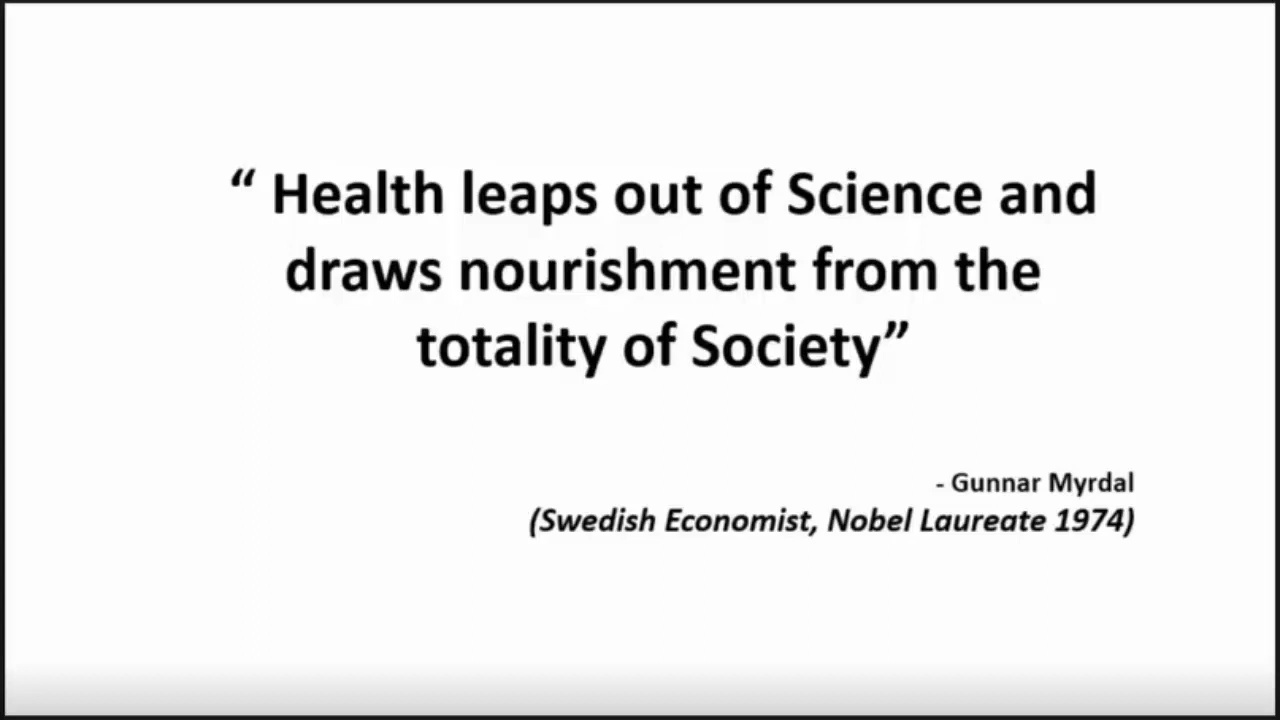 “ Health leaps out of Science and
draws nourishment from the
totality of Society”
- Gunnar Myrdal
(Swedish Economist, Nobel Laureate 1974)